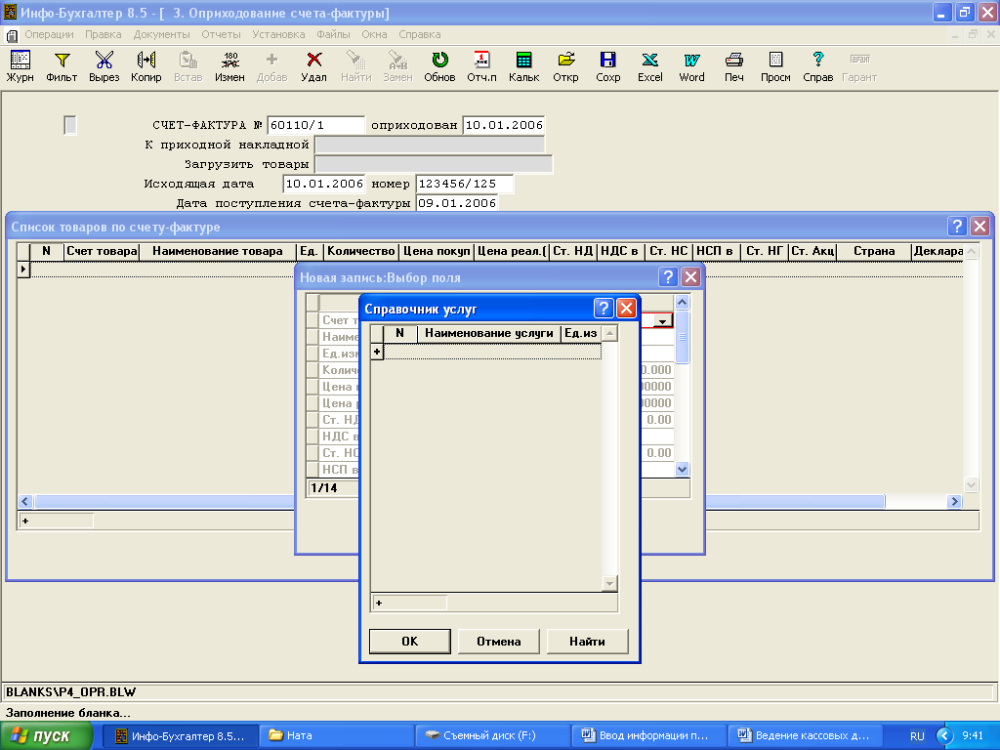 Инфо-Бухгалтер 8.5 - [  3. Оприходование счета-фактуры]
Операции Правка Документы Отчеты Установка Файлы Окна Справка
180
Журн Фильт Вырез Копир Встав Измен Добав Удал Найти Замен Обнов Отч.п Кальк Откр Сохр Excel Word Печ Просм Справ Гарант
СЧЕТ-ФАКТУРА № 60110/1 оприходован 10.01.2006
К приходной накладной
Загрузить товары
Исходящая дата 10.01.2006 номер 123456/125
Дата поступления счета-фактуры 09.01.2006
Список товаров по счету-фактуре
N Счет товара Наименование товара Ед. Количество Цена покуп Цена реал.( Ст. НД НДС в Ст. НС НСП в Ст. НГ Ст. Акц Страна Деклара
Новая запись:Выбор поля
Справочник услуг
Счет т
N Наименование услуги Ед.из
Наиме
+
Ед.изм
Количе 0.000
Цена 00000
Цена р 00000
Ст. НД 0.00
НДС в
Ст. НС 0.00
НСП в
1/14
+
+
ОК Отмена Найти
BLANKS\P4_OPR.BLW
Заполнение бланка...
пуск Инфо-Бухгалтер 8.5... Ната Съемный диск (F:) Ввод информации п... Ведение кассовых д... RU 9:41